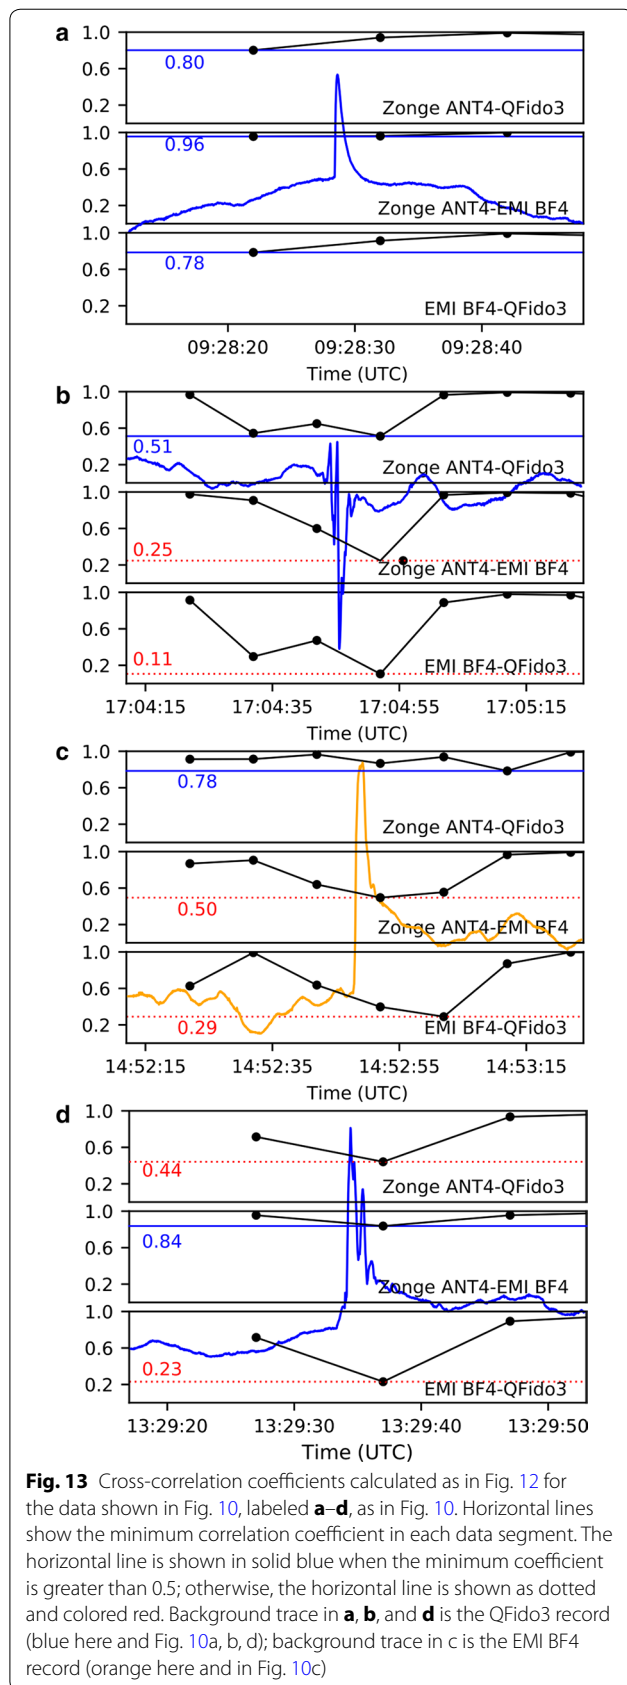 a
1.0
0.80
0.6
0.2
Zonge ANT4-QFido3
1.0
0.96
0.6
0.2
Zonge ANT4-EMI BF4
1.0
0.78
0.6
0.2
EMI BF4-QFido3
09:28:20 09:28:30 09:28:40
Time (UTC)
b
1.0
0.6
0.51
0.2
Zonge ANT4-QFido3
1.0
0.6
0.25
0.2
Zonge ANT4-EMI BF4
1.0
0.6
0.11
0.2
EMI BF4-QFido3
17:04:15 17:04:35 17:04:55 17:05:15
Time (UTC)
c
1.0
0.78
0.6
0.2
Zonge ANT4-QFido3
1.0
0.6
0.50
0.2
Zonge ANT4-EMI BF4
1.0
0.6
0.29
0.2
EMI BF4-QFido3
14:52:15 14:52:35 14:52:55 14:53:15
Time (UTC)
d
1.0
0.6
0.44
0.2
Zonge ANT4-QFido3
1.0
0.84
0.6
0.2
Zonge ANT4-EMI BF4
1.0
0.6
0.23
0.2
EMI BF4-QFido3
13:29:20 13:29:30 13:29:40 13:29:50
Time (UTC)
Fig. 13 Cross-correlation coefficients calculated as in Fig. 12 for
the data shown in Fig. 10, labeled a–d, as in Fig. 10. Horizontal lines
show the minimum correlation coefficient in each data segment. The
horizontal line is shown in solid blue when the minimum coefficient
is greater than 0.5; otherwise, the horizontal line is shown as dotted
and colored red. Background trace in a, b, and d is the QFido3 record
(blue here and Fig. 10a, b, d); background trace in c is the EMI BF4
record (orange here and in Fig. 10c)